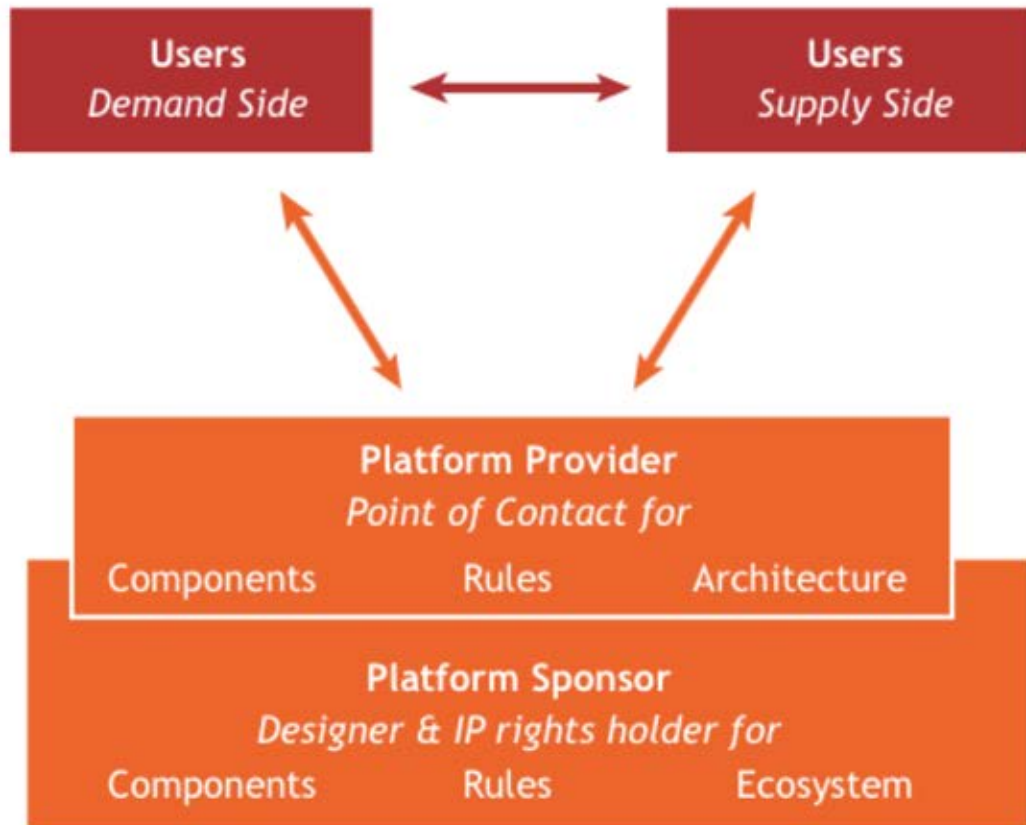 Users
Demand Side
Users
Supply Side
Platform Provider
Point of Contact for
Components Rules Architecture
Platform Sponsor
Designer & IP rights holder for
Components Rules Ecosystem